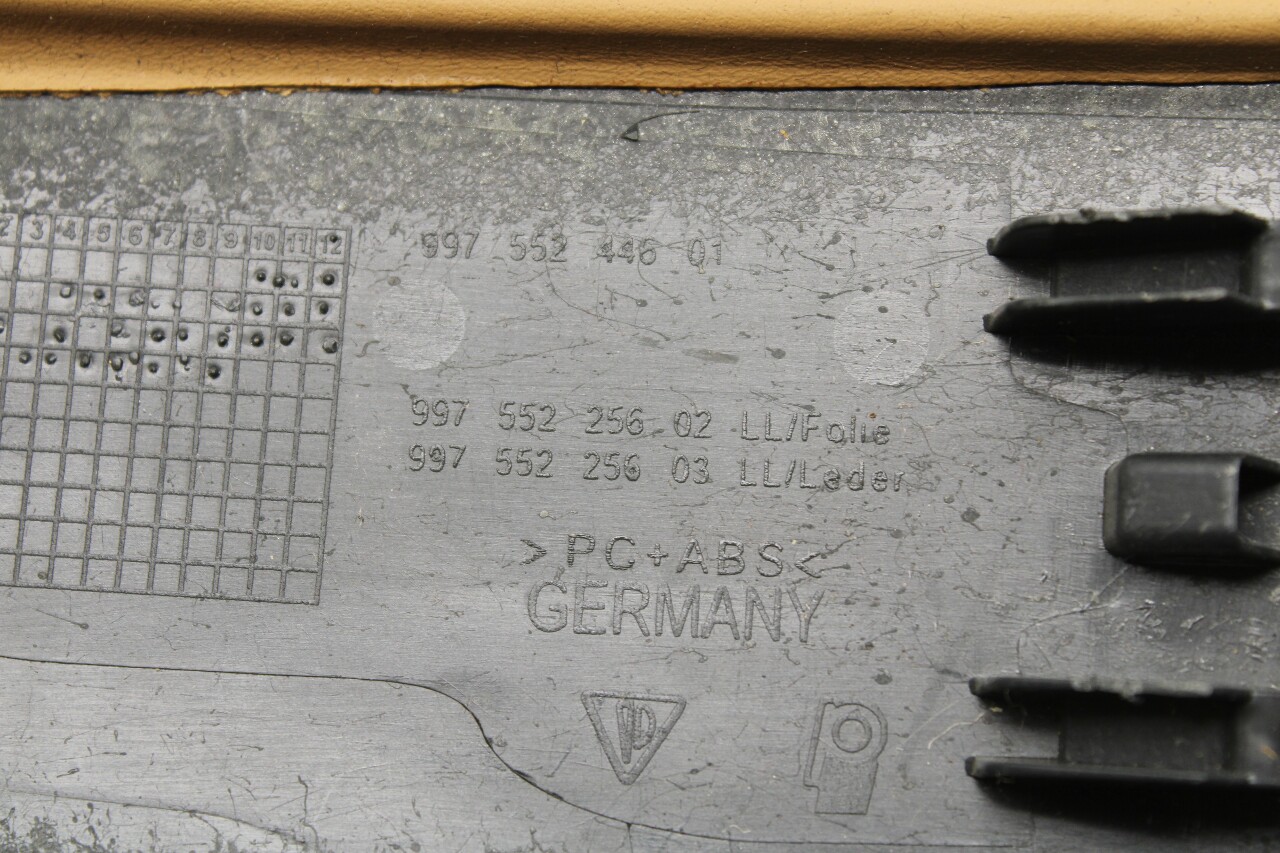 2 3 4 5 6 7 8 9 10 11 12
997 552 446 01
997 552 256 02 LL/Folie
997 552 256 03 LL/Leder
>PC+ABS<
GERMANY